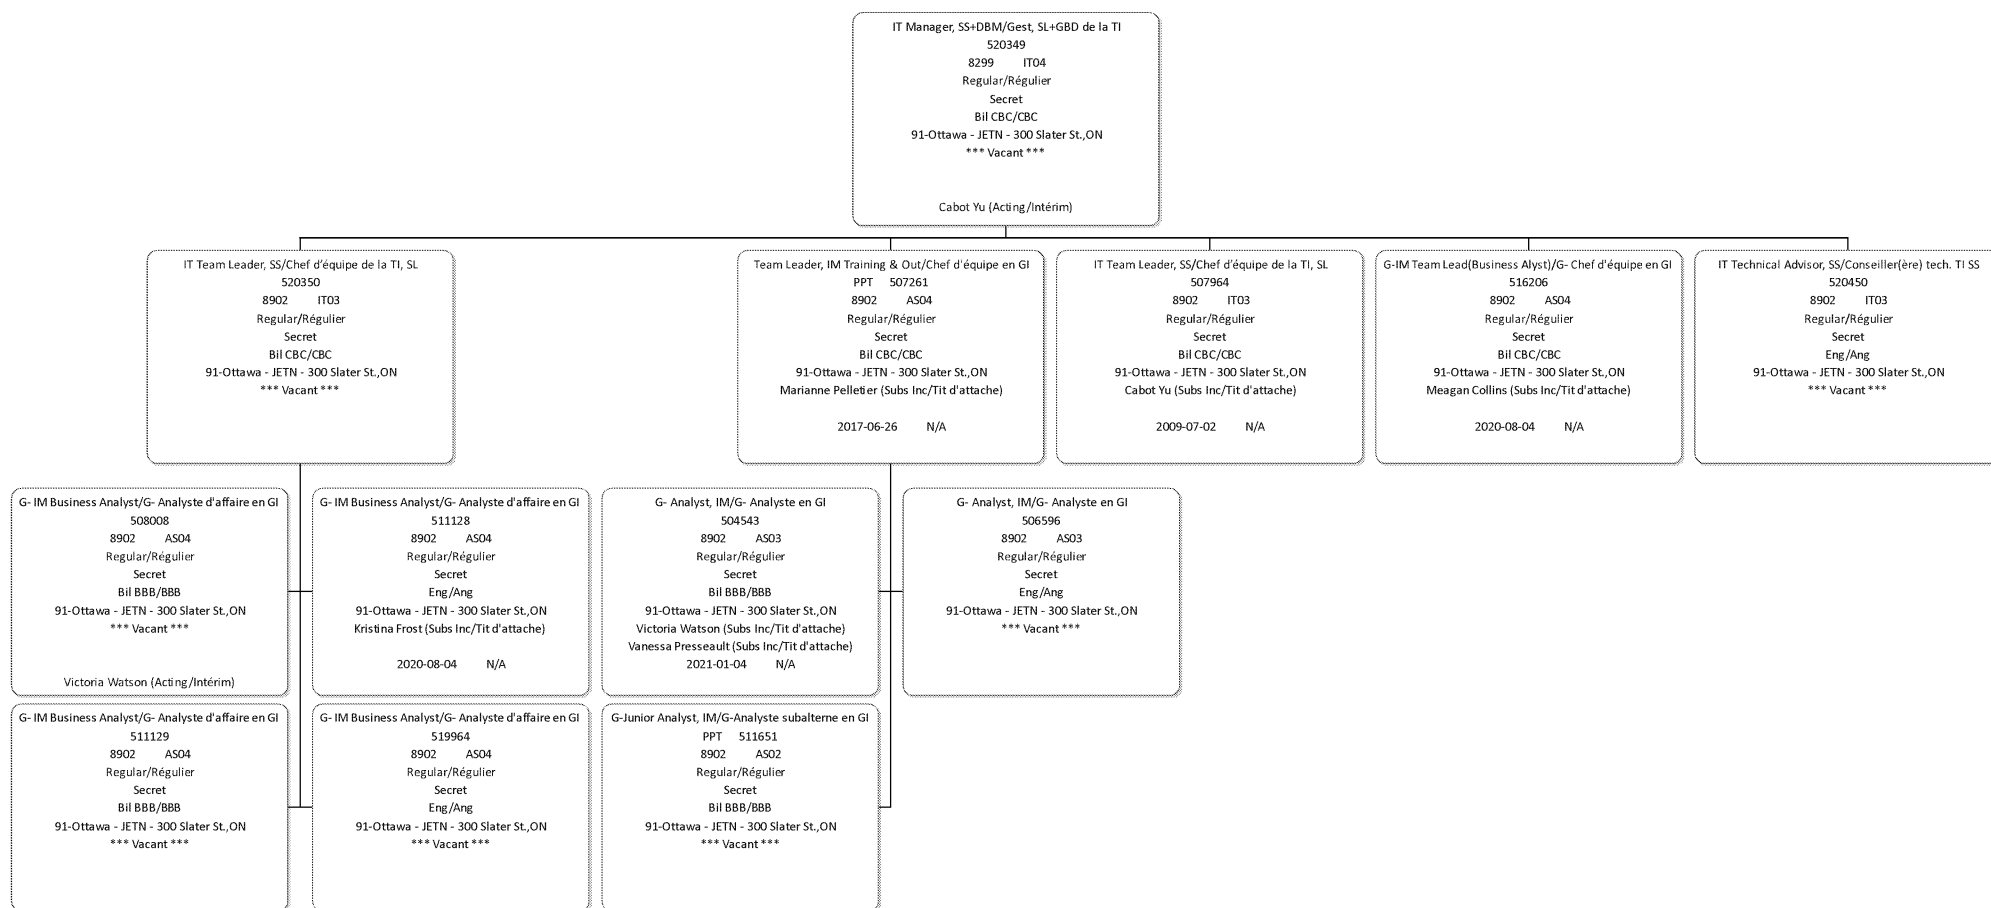 IT Manager, SS+DBM/Gest, SL+GBD de la TI
520349
8299 IT04
Regular/Régulier
Secret
Bil CBC/CBC
91-Ottawa - JETN - 300 Slater St.,ON
*** Vacant ***
Cabot Yu (Acting/Intérim)
IT Team Leader, SS/Chef d'équipe de la TI, SL
520350
8902 IT03
Regular/Régulier
Secret
Bil CBC/CBC
91-Ottawa - JETN - 300 Slater St.,ON
*** Vacant ***
Team Leader, IM Training & Out/Chef d'équipe en GI
PPT 507261
8902 AS04
Regular/Régulier
Secret
Bil CBC/CBC
91-Ottawa - JETN - 300 Slater St.,ON
Marianne Pelletier (Subs Inc/Tit d'attache)
2017-06-26 N/A
IT Team Leader, SS/Chef d'équipe de la TI, SL
507964
8902 IT03
Regular/Régulier
Secret
Bil CBC/CBC
91-Ottawa - JETN - 300 Slater St.,ON
Cabot Yu (Subs Inc/Tit d'attache)
2009-07-02 N/A
G-IM Team Lead(Business Alyst)/G- Chef d'équipe en GI
516206
8902 AS04
Regular/Régulier
Secret
Bil CBC/CBC
91-Ottawa - JETN - 300 Slater St.,ON
Meagan Collins (Subs Inc/Tit d'attache)
2020-08-04 N/A
IT Technical Advisor, SS/Conseiller(ère) tech. TI SS
520450
8902 IT03
Regular/Régulier
Secret
Eng/Ang
91-Ottawa - JETN - 300 Slater St.,ON
*** Vacant ***
G- IM Business Analyst/G- Analyste d'affaire en GI
508008
8902 AS04
Regular/Régulier
Secret
Bil BBB/BBB
91-Ottawa - JETN - 300 Slater St.,ON
*** Vacant ***
Victoria Watson (Acting/Intérim)
G- IM Business Analyst/G- Analyste d'affaire en GI
511128
8902 AS04
Regular/Régulier
Secret
Eng/Ang
91-Ottawa - JETN - 300 Slater St.,ON
Kristina Frost (Subs Inc/Tit d'attache)
2020-08-04 N/A
G- Analyst, IM/G- Analyste en GI
504543
8902 AS03
Regular/Régulier
Secret
Bil BBB/BBB
91-Ottawa - JETN - 300 Slater St.,ON
Victoria Watson (Subs Inc/Tit d'attache)
Vanessa Presseault (Subs Inc/Tit d'attache)
2021-01-04 N/A
G- Analyst, IM/G- Analyste en GI
506596
8902 AS03
Regular/Régulier
Secret
Eng/Ang
91-Ottawa - JETN - 300 Slater St.,ON
*** Vacant ***
G- IM Business Analyst/G- Analyste d'affaire en GI
511129
8902 AS04
Regular/Régulier
Secret
Bil BBB/BBB
91-Ottawa - JETN - 300 Slater St.,ON
*** Vacant ***
G- IM Business Analyst/G- Analyste d'affaire en GI
519964
8902 AS04
Regular/Régulier
Secret
Eng/Ang
91-Ottawa - JETN - 300 Slater St.,ON
*** Vacant ***
G-Junior Analyst, IM/G-Analyste subalterne en GI
PPT 511651
8902 AS02
Regular/Régulier
Secret
Bil BBB/BBB
91-Ottawa - JETN - 300 Slater St.,ON
*** Vacant ***